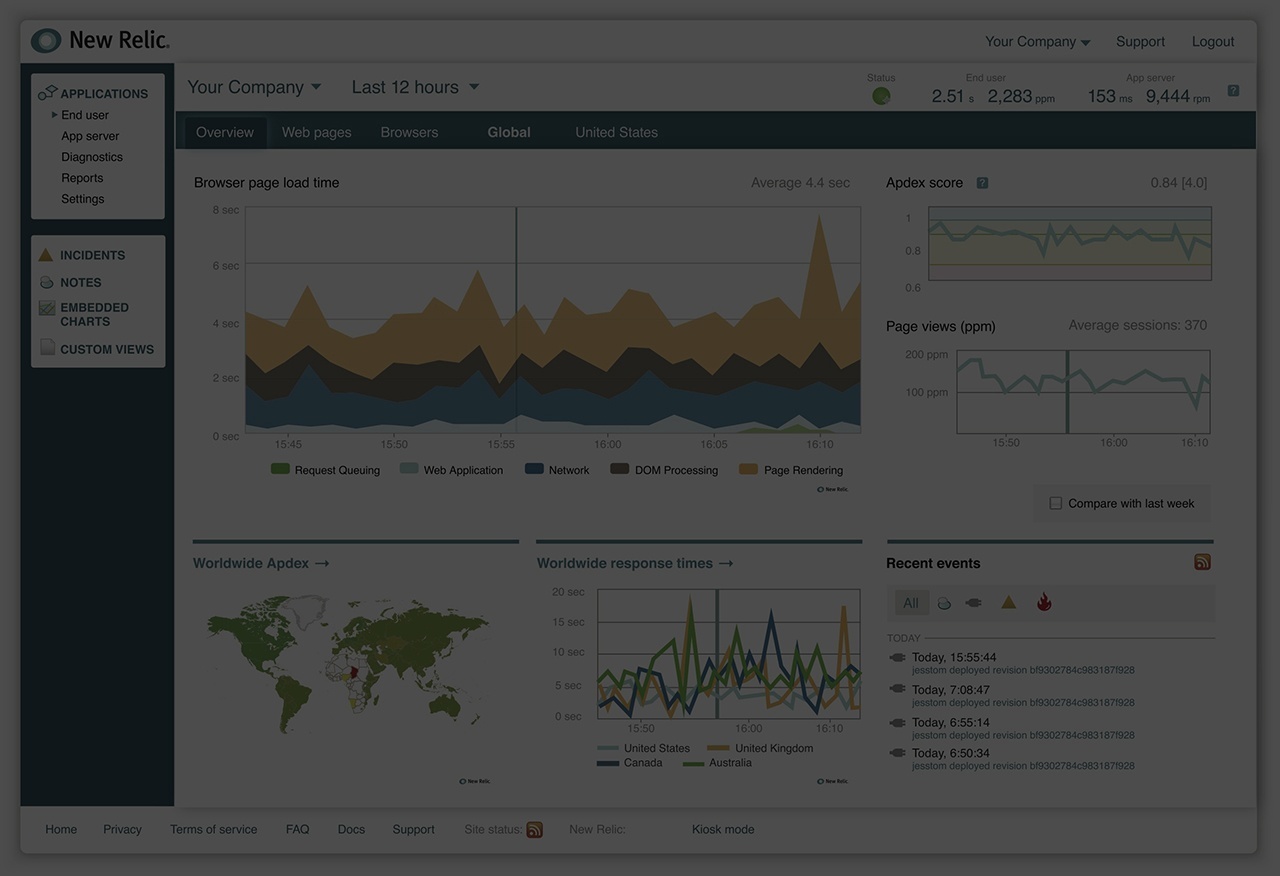 New Relic.
Your Company
Support
Logout
APPLICATIONS
End user
App server
Diagnostics
Reports
Settings
INCIDENTS
NOTES
EMBEDDED
CHARTS
CUSTOM VIEWS
Your Company
Last 12 hours
Status
End user
2.51 s 2,283 ppm
App server
153 ms 9,444 rpm
?
Overview
Web pages
Browsers
Global
United States
Browser page load time
Average 4.4 sec
8 sec
6 sec
4 sec
2 sec
0 sec
15:45
15:50
15:55
16:00
16:05
16:10
Request Queuing
Web Application
Network
DOM Processing
Page Rendering
New Relic
Apdex score ?
0.84 [4.0]
1
0.8
0.6
Page views (ppm)
Average sessions: 370
200 ppm
100 ppm
15:50
16:00
16:10
Compare with last week
Worldwide Apdex →
New Relic
Worldwide response times →
20 sec
15 sec
10 sec
5 sec
0 sec
15:50
16:00
16:10
United States
United Kingdom
Canada
Australia
New Relic
Recent events
All
TODAY
Today, 15:55:44
jesstom deployed revision bf9302784c983187f928
Today, 7:08:47
jesstom deployed revision bf9302784c983187f928
Today, 6:55:14
jesstom deployed revision bf9302784c983187f928
Today, 6:50:34
jesstom deployed revision bf9302784c983187f928
Home
Privacy
Terms of service
FAQ
Docs
Support
Site status:
New Relic:
Kiosk mode